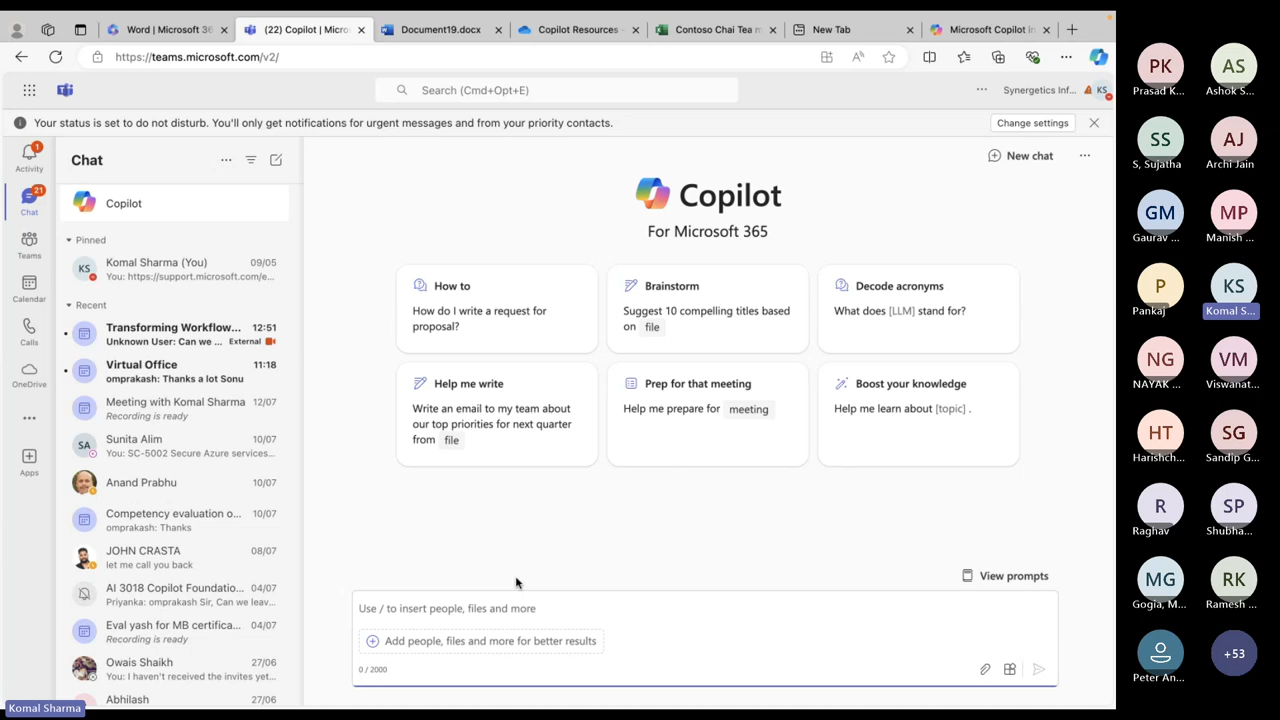 Word | Microsoft 36
(22) Copilot | Micro
Document19.docx
Copilot Resources -
Contoso Chai Tea m
New Tab
Microsoft Copilot in
https://teams.microsoft.com/v2/
Search (Cmd+Opt+E)
Synergetics Inf...
KS
Your status is set to do not disturb. You'll only get notifications for urgent messages and from your priority contacts.
Change settings
1
Activity
21
Chat
Teams
Calendar
Calls
OneDrive
Apps
Chat
Copilot
Pinned
KS
Komal Sharma (You)
09/05
You: https://support.microsoft.com/e...
Recent
Transforming Workflow...
12:51
Unknown User: Can we ...
External
Virtual Office
11:18
omprakash: Thanks a lot Sonu
Meeting with Komal Sharma
12/07
Recording is ready
SA
Sunita Alim
10/07
You: SC-5002 Secure Azure services...
Anand Prabhu
10/07
Competency evaluation o...
10/07
omprakash: Thanks
JOHN CRASTA
08/07
let me call you back
AI 3018 Copilot Foundatio...
04/07
Priyanka: omprakash Sir, Can we leav...
Eval yash for MB certifica...
04/07
Recording is ready
Owais Shaikh
27/06
You: I haven't received the invites yet...
Abhilash
27/06
Komal Sharma
New chat
Copilot
For Microsoft 365
How to
How do I write a request for
proposal?
Brainstorm
Suggest 10 compelling titles based
on file
Decode acronyms
What does [LLM] stand for?
Help me write
Write an email to my team about
our top priorities for next quarter
from file
Prep for that meeting
Help me prepare for meeting
Boost your knowledge
Help me learn about [topic] .
View prompts
Use / to insert people, files and more
Add people, files and more for better results
0 / 2000
PK
Prasad K...
AS
Ashok S...
SS
S, Sujatha
AJ
Archi Jain
GM
Gaurav ...
MP
Manish ...
P
Pankaj
KS
Komal S...
NG
NAYAK ...
VM
Viswanat...
HT
Harishch...
SG
Sandip G...
R
Raghav
SP
Shubha...
MG
Gogia, M...
RK
Ramesh ...
Peter An...
+53